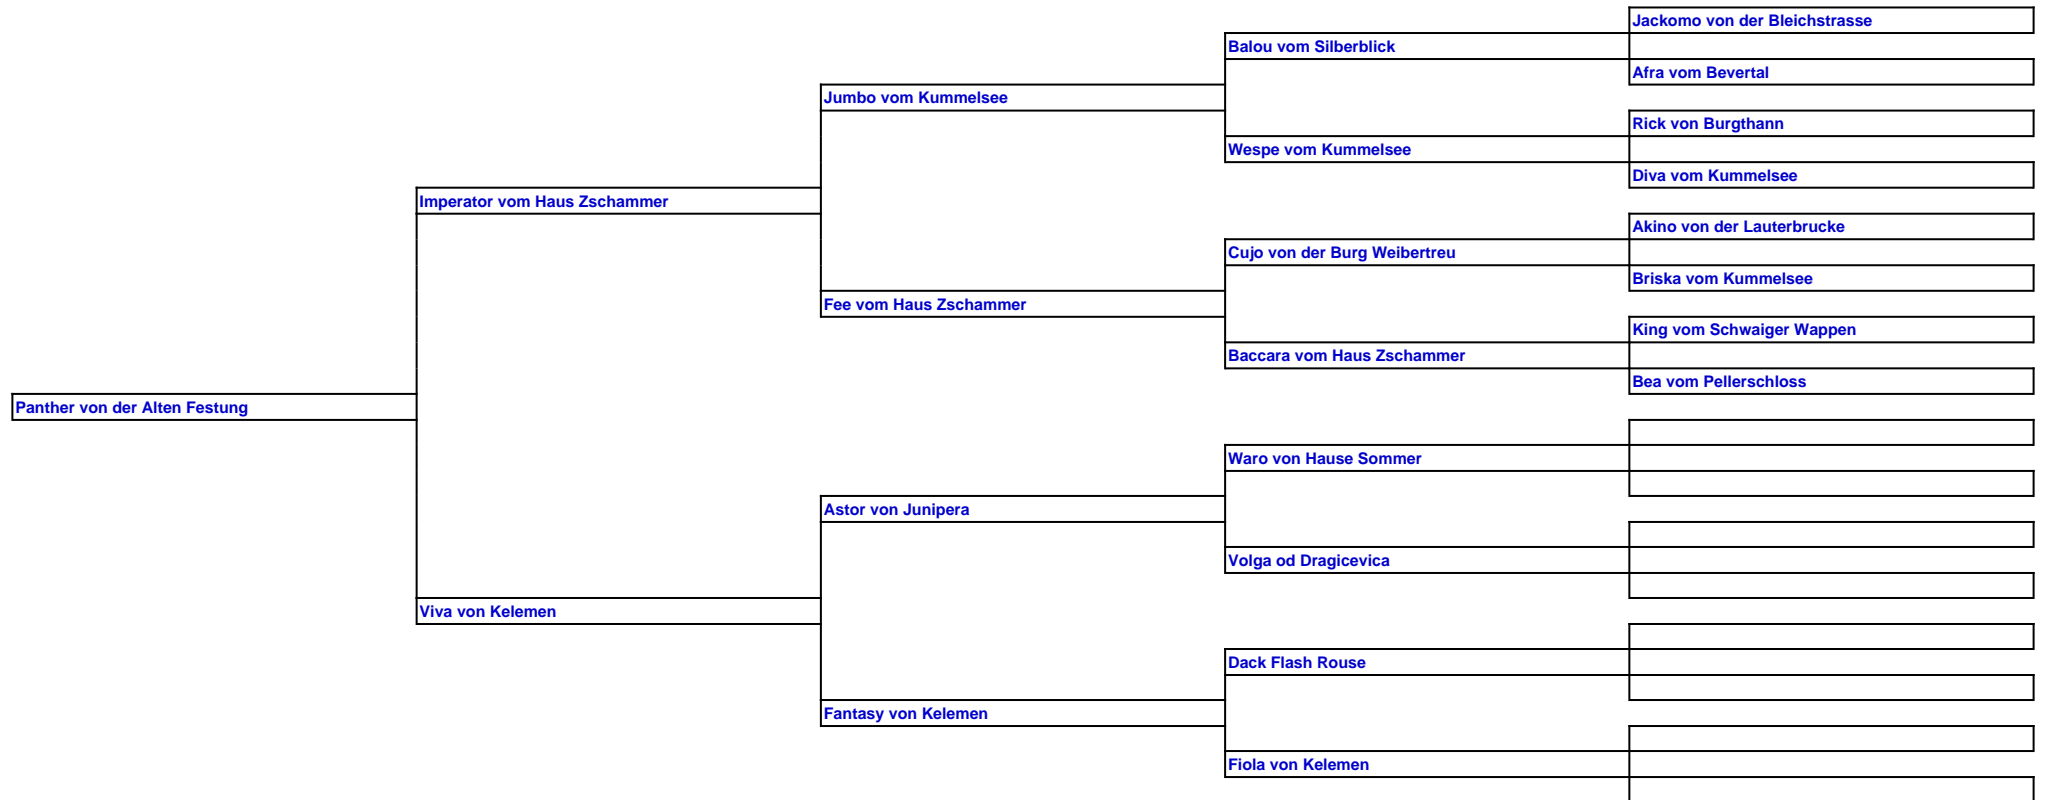 Jackomo von der Bleichstrasse
Balou vom Silberblick
Afra vom Bevertal
Jumbo vom Kummelsee
Rick von Burgthann
Wespe vom Kummelsee
Diva vom Kummelsee
Imperator vom Haus Zschammer
Akino von der Lauterbrucke
Cujo von der Burg Weibertreu
Briska vom Kummelsee
Fee vom Haus Zschammer
King vom Schwaiger Wappen
Baccara vom Haus Zschammer
Bea vom Pellerschloss
Panther von der Alten Festung
Waro von Hause Sommer
Astor von Junipera
Volga od Dragicevica
Viva von Kelemen
Dack Flash Rouse
Fantasy von Kelemen
Fiola von Kelemen